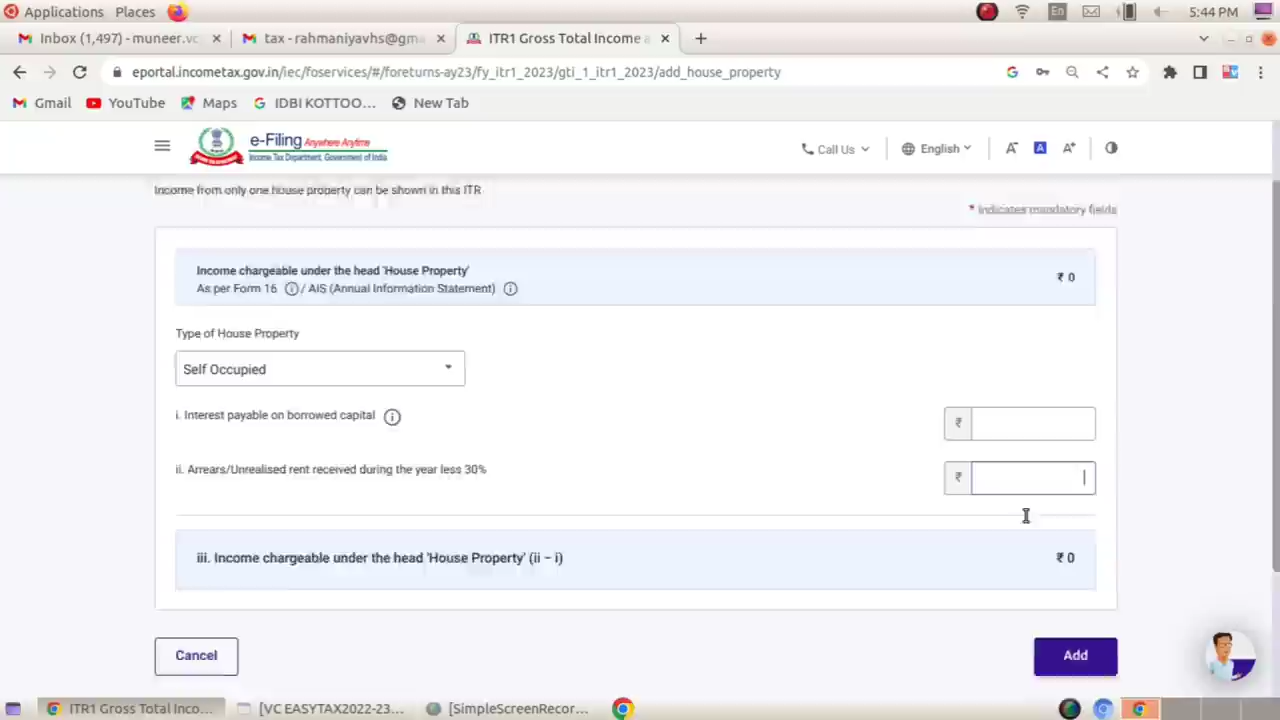 Applications Places En 5:44 PM
Inbox (1,497) - muneer.vc tax - rahmaniyavhs@gm ITR1 Gross Total Income a
eportal.incometax.gov.in/iec/foservices/#/foreturns-ay23/fy_itr1_2023/gti_1_itr1_2023/add_house_property
Gmail YouTube Maps IDBI KOTTOO... New Tab
e-Filing Anywhere Anytime
Income Tax Department, Government of India
Call Us English A- A A+
Income from only one house property can be shown in this ITR
* Indicates mandatory fields
Income chargeable under the head 'House Property' ₹ 0
As per Form 16 / AIS (Annual Information Statement)
Type of House Property
Self Occupied
i. Interest payable on borrowed capital ₹
ii. Arrears/Unrealised rent received during the year less 30% ₹
iii. Income chargeable under the head 'House Property' (ii – i) ₹ 0
Cancel Add
ITR1 Gross Total Inco... [VC EASYTAX2022-23... [SimpleScreenRecor...